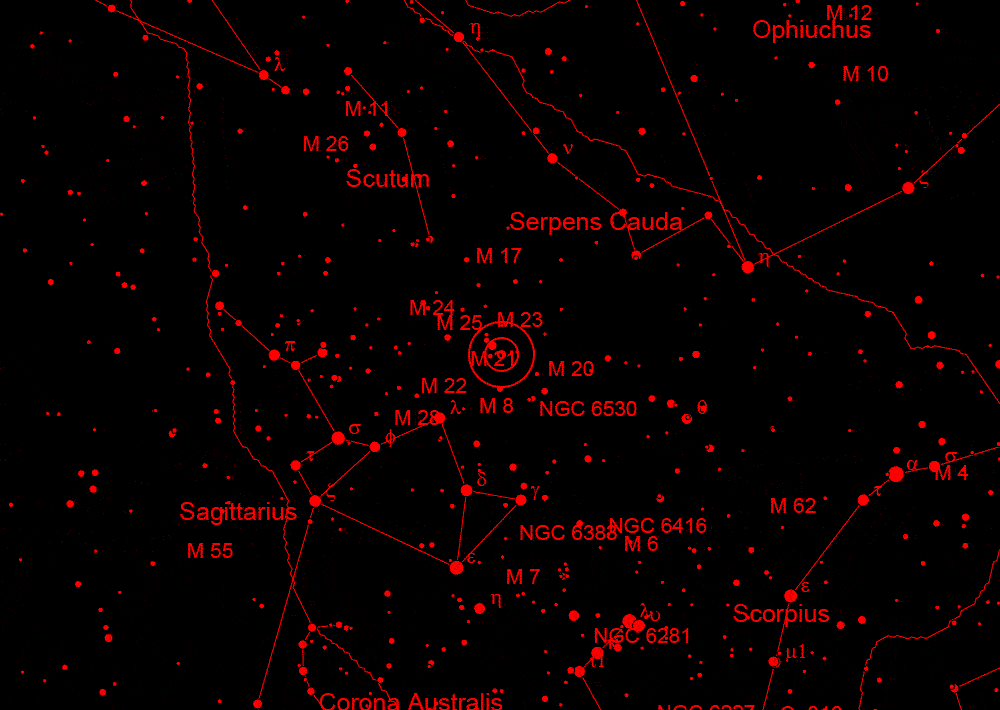 M 12
η
Ophiuchus
λ
M 10
M 11
M 26
ν
Scutum
ζ
Serpens Cauda
M 17
η
M 24
M 25
M 23
π
M 21
M 20
M 22
M 8
NGC 6530
λ
θ
M 28
σ
φ
τ
σ
α
M 4
δ
τ
ζ
γ
Sagittarius
M 62
NGC 6388
NGC 6416
M 6
M 55
ε
M 7
ε
η
λ
υ
Scorpius
NGC 6281
κ
μ1
ι1
Corona Australis